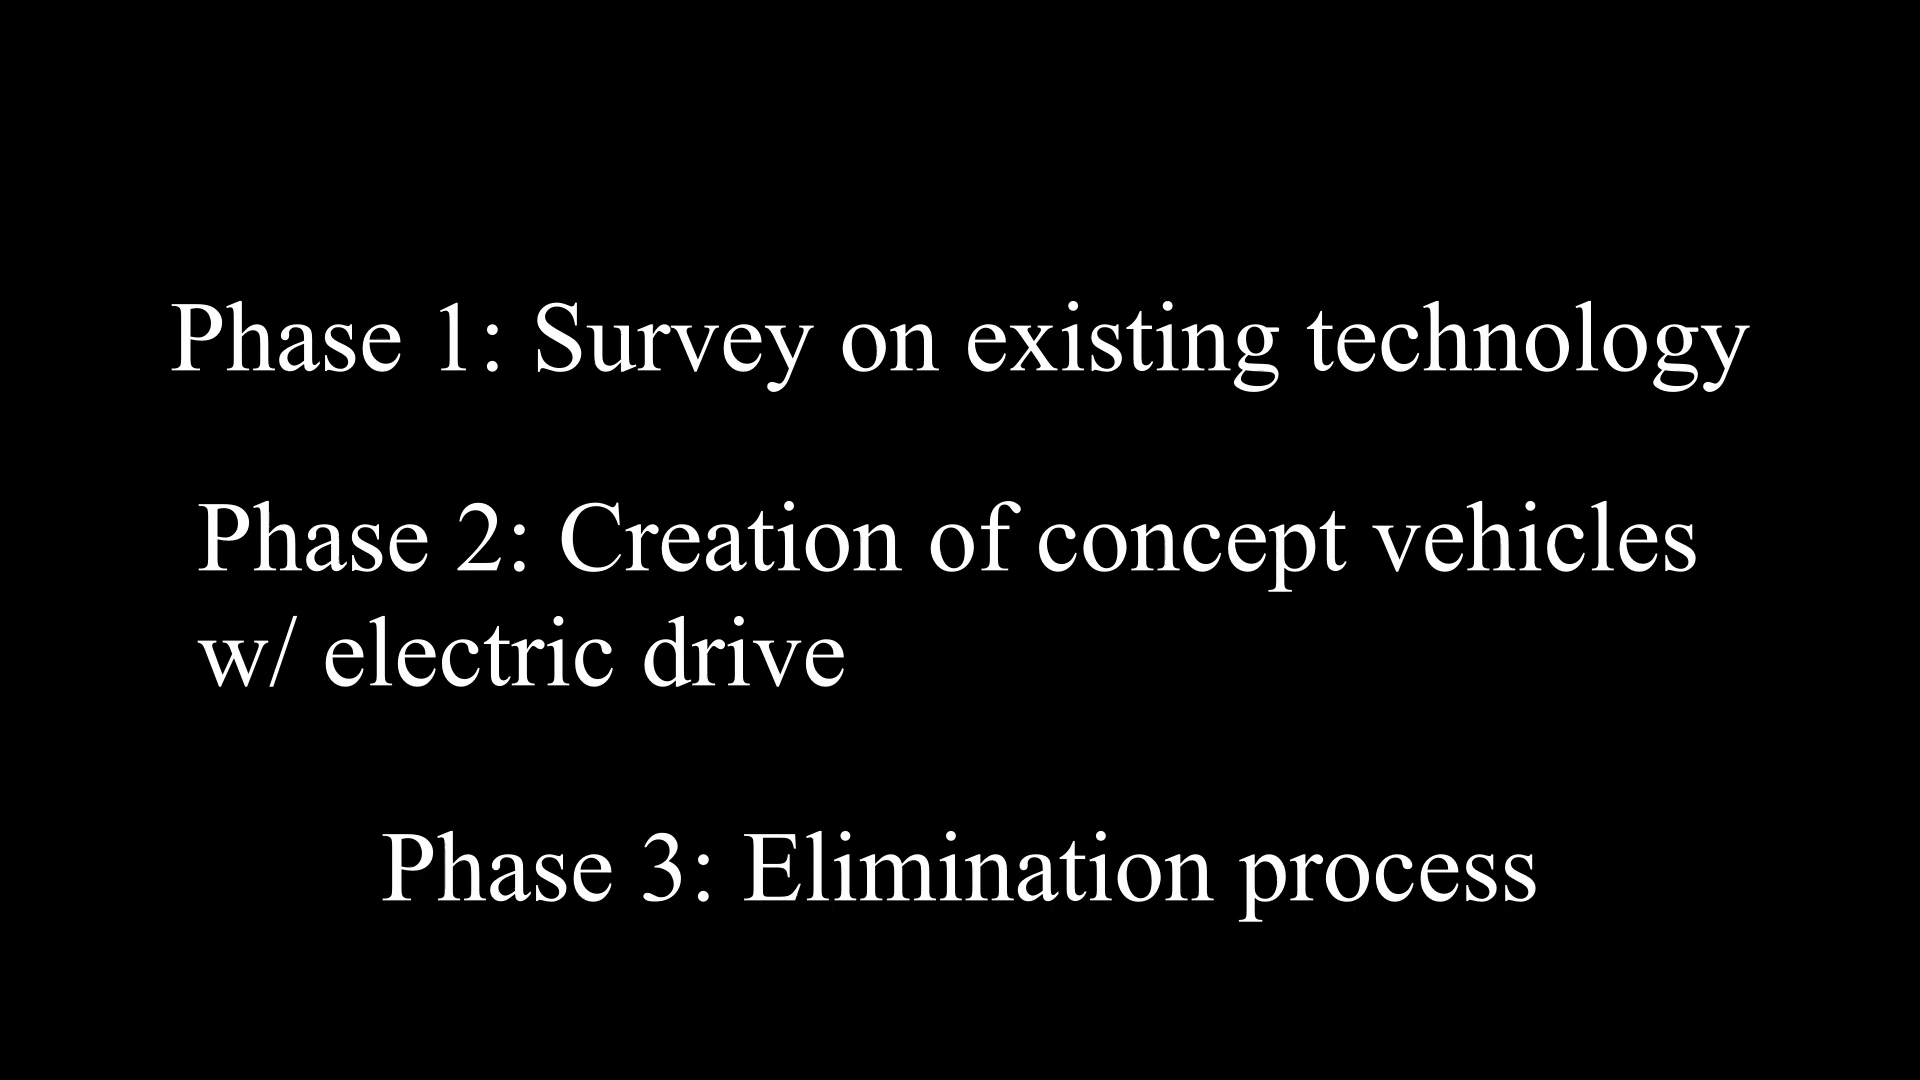 Phase 1: Survey on existing technology
Phase 2: Creation of concept vehicles
w/ electric drive
Phase 3: Elimination process